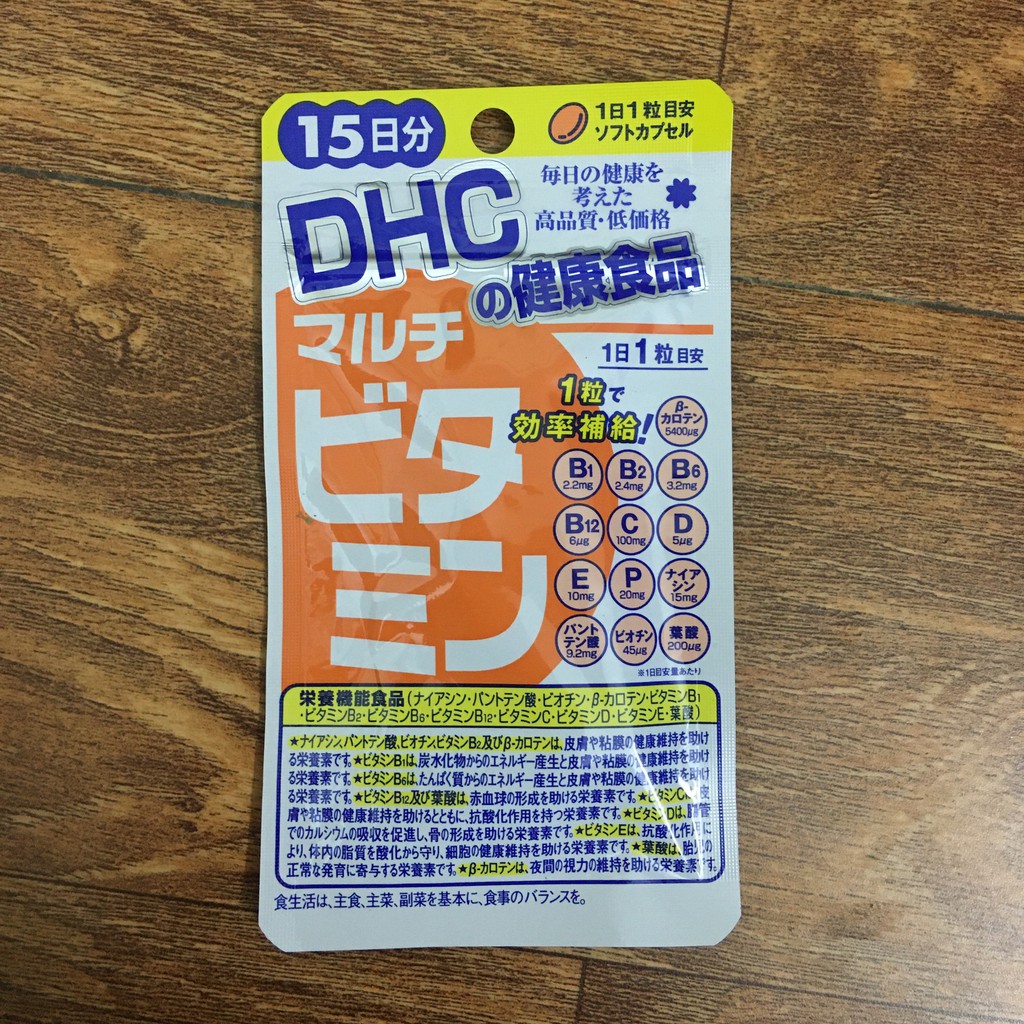 15日分
1日1粒目安
ソフトカプセル
毎日の健康を
考えた
高品質・低価格
DHC
の健康食品
マルチ
ビタ
ミン
1日1粒目安
1粒で
効率補給!
β-
カロテン
5400μg
B1
2.2mg
B2
2.4mg
B6
3.2mg
B12
6μg
C
100mg
D
5μg
E
10mg
P
20mg
ナイア
シン
15mg
パント
テン酸
9.2mg
ビオチン
45μg
葉酸
200μg
※1日目安量あたり
栄養機能食品(ナイアシン・パントテン酸・ビオチン・β-カロテン・ビタミンB1
・ビタミンB2・ビタミンB6・ビタミンB12・ビタミンC・ビタミンD・ビタミンE・葉酸)
★ナイアシン、パントテン酸、ビオチン、ビタミンB2及びβ-カロテンは、皮膚や粘膜の健康維持を助け
る栄養素です。★ビタミンB1は、炭水化物からのエネルギー産生と皮膚や粘膜の健康維持を助け
る栄養素です。★ビタミンB6は、たんぱく質からのエネルギー産生と皮膚や粘膜の健康維持を助け
る栄養素です。★ビタミンB12及び葉酸は、赤血球の形成を助ける栄養素です。★ビタミンCは、皮
膚や粘膜の健康維持を助けるとともに、抗酸化作用を持つ栄養素です。★ビタミンDは、腸管
でのカルシウムの吸収を促進し、骨の形成を助ける栄養素です。★ビタミンEは、抗酸化作用に
より、体内の脂質を酸化から守り、細胞の健康維持を助ける栄養素です。★葉酸は、胎児の
正常な発育に寄与する栄養素です。★β-カロテンは、夜間の視力の維持を助ける栄養素です。
食生活は、主食、主菜、副菜を基本に、食事のバランスを。